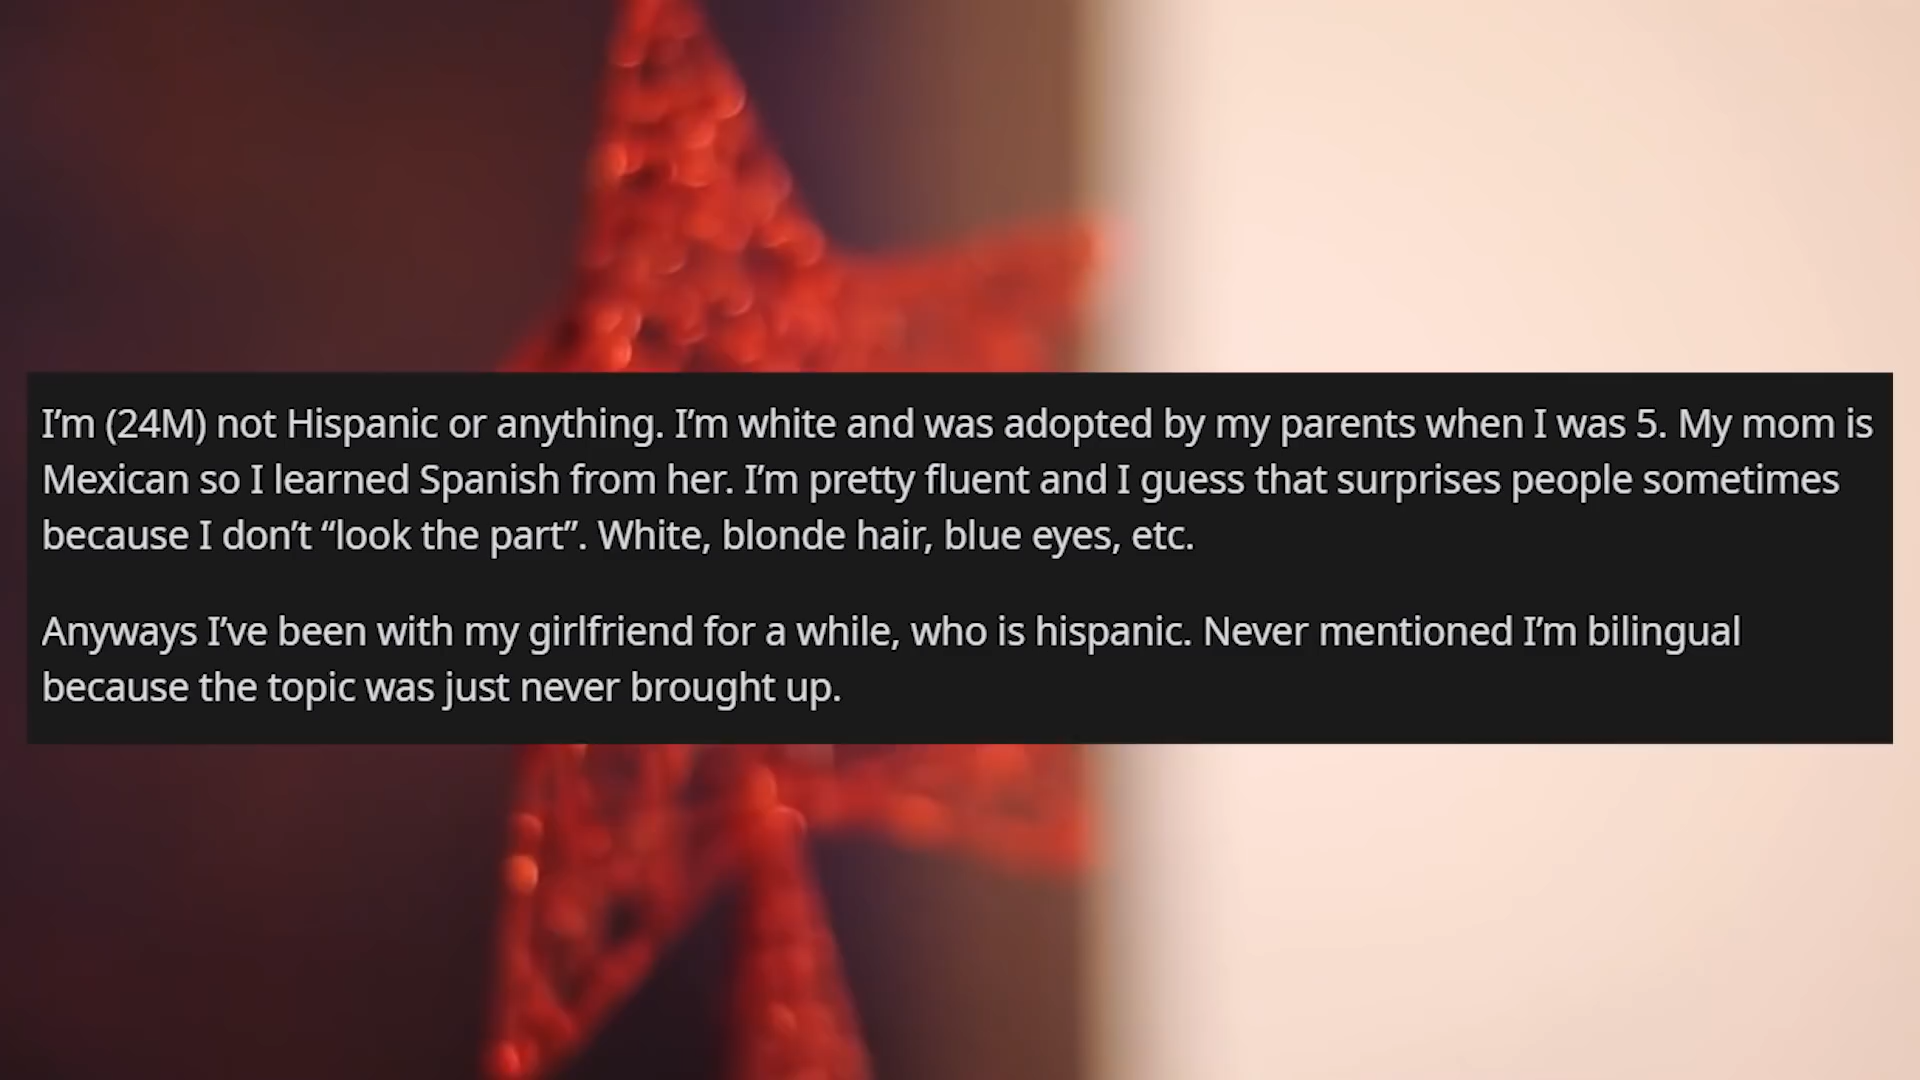 I’m (24M) not Hispanic or anything. I’m white and was adopted by my parents when I was 5. My mom is
Mexican so I learned Spanish from her. I’m pretty fluent and I guess that surprises people sometimes
because I don’t “look the part”. White, blonde hair, blue eyes, etc.
Anyways I’ve been with my girlfriend for a while, who is hispanic. Never mentioned I’m bilingual
because the topic was just never brought up.